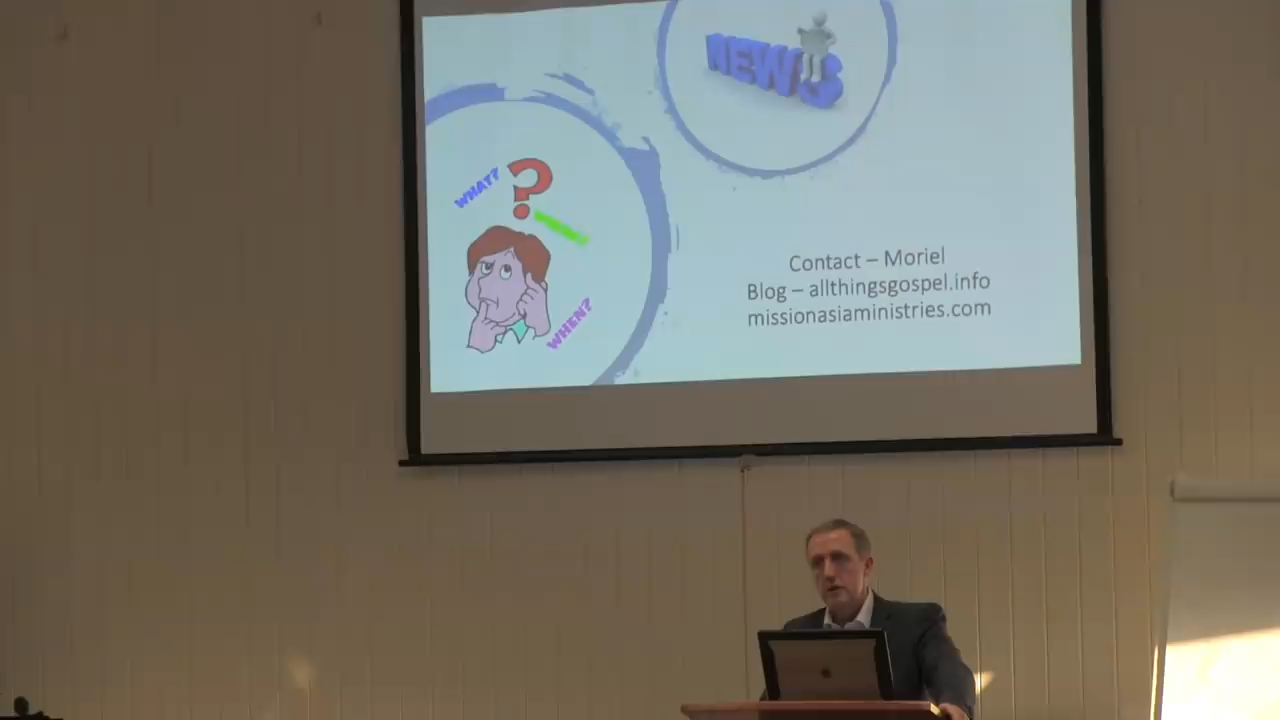 NEWS
WHAT?
?
WHEN?
Contact – Moriel
Blog – allthingsgospel.info
missionasiaministries.com